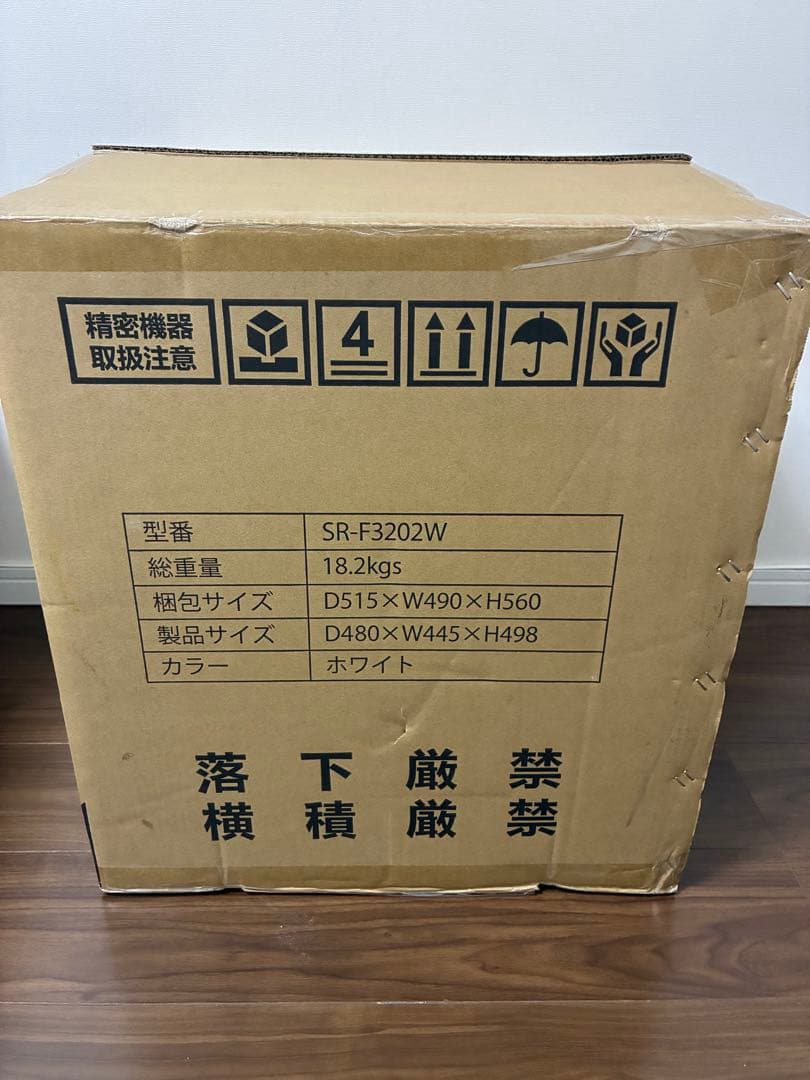 精密機器
取扱注意
4
型番 SR-F3202W
総重量 18.2kgs
梱包サイズ D515×W490×H560
製品サイズ D480×W445×H498
カラー ホワイト
落下厳禁
横積厳禁